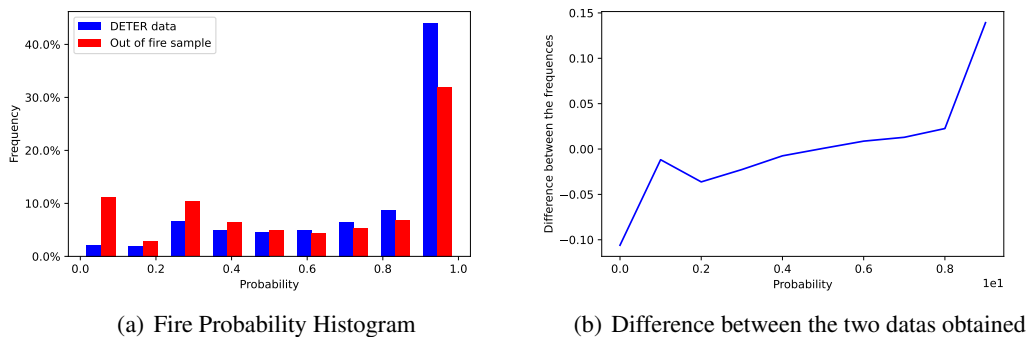 DETER data
Out of fire sample
40.0%
30.0%
20.0%
10.0%
0.0%
Frequency
0.0 0.2 0.4 0.6 0.8 1.0
Probability
(a) Fire Probability Histogram
0.15
0.10
0.05
0.00
−0.05
−0.10
Difference between the frequences
0.0 0.2 0.4 0.6 0.8
1e1
Probability
(b) Difference between the two datas obtained